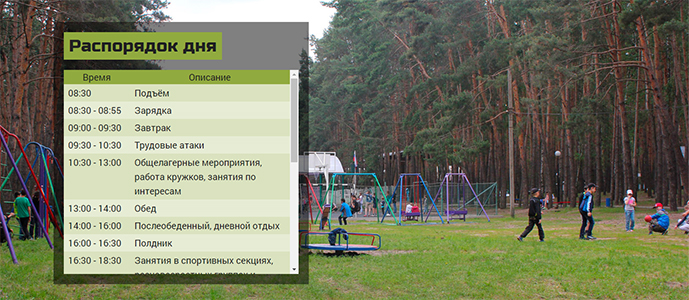 Распорядок дня
Время Описание
08:30 Подъём
08:30 - 08:55 Зарядка
09:00 - 09:30 Завтрак
09:30 - 10:30 Трудовые атаки
10:30 - 13:00 Общелагерные мероприятия,
работа кружков, занятия по
интересам
13:00 - 14:00 Обед
14:00 - 16:00 Послеобеденный, дневной отдых
16:00 - 16:30 Полдник
16:30 - 18:30 Занятия в спортивных секциях,